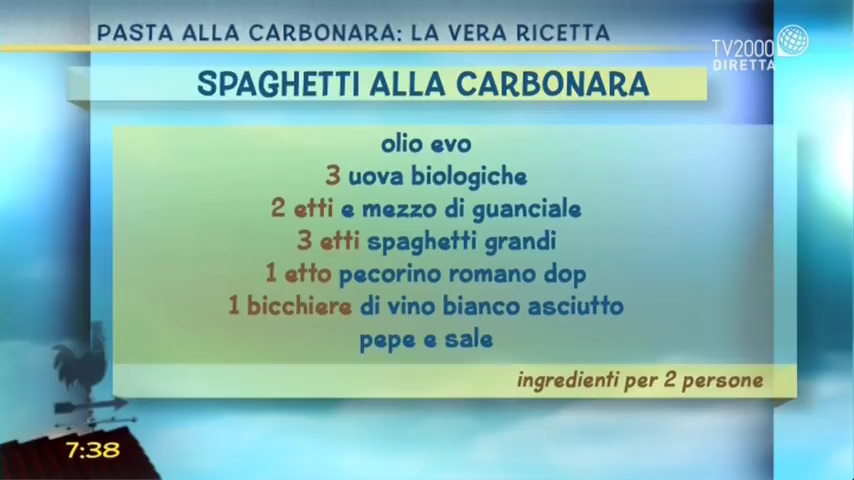 PASTA ALLA CARBONARA: LA VERA RICETTA
TV2000
DIRETTA
SPAGHETTI ALLA CARBONARA
olio evo
3 uova biologiche
2 etti e mezzo di guanciale
3 etti spaghetti grandi
1 etto pecorino romano dop
1 bicchiere di vino bianco asciutto
pepe e sale
ingredienti per 2 persone
7:38